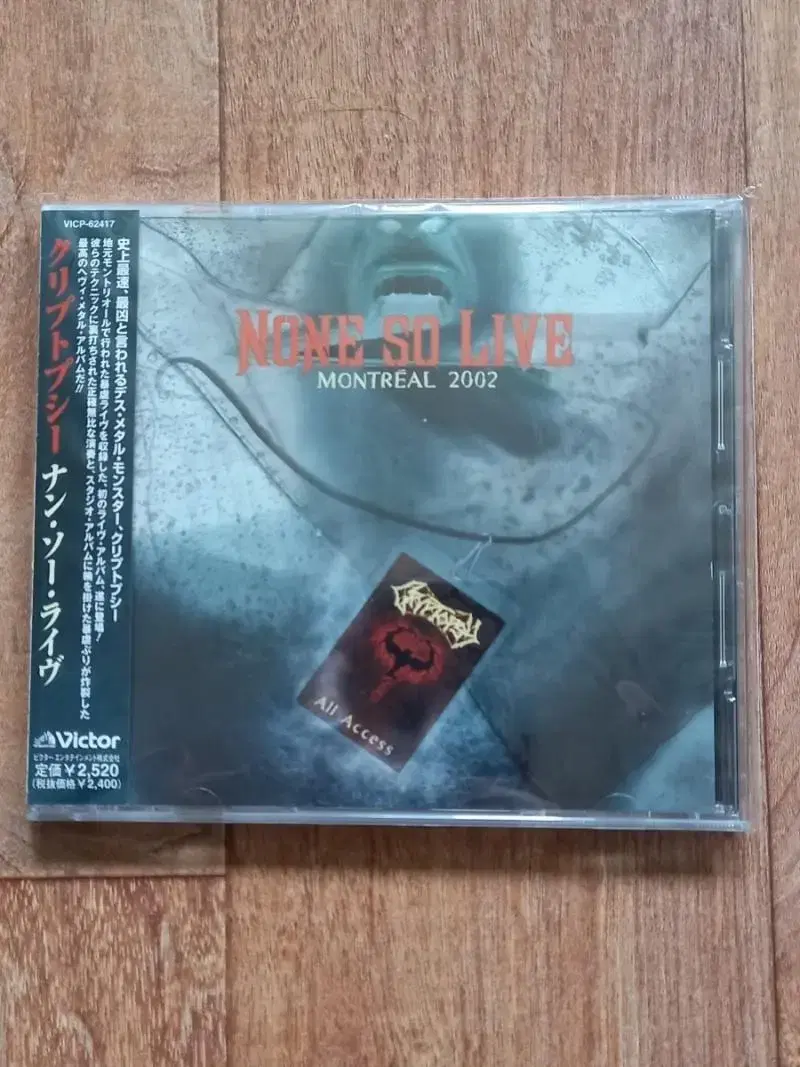 VICP-62417
クリプトプシー ナン・ソー・ライヴ
史上最速、最凶と言われるデス・メタル・モンスター、クリプトプシー
地元モントリオールで行われた暴虐ライヴを収録した、初のライヴ・アルバム、遂に登場!
彼らのテクニックに裏打ちされた正確無比な演奏と、スタジオ・アルバムに輪を掛けた暴虐ぶりが炸裂した
最高のヘヴィ・メタル・アルバムだ!!
Victor
ビクターエンタテインメント株式会社
定価¥2,520
(税抜価格¥2,400)
NONE SO LIVE
MONTRÉAL 2002
CRYPTOPSY
All Access